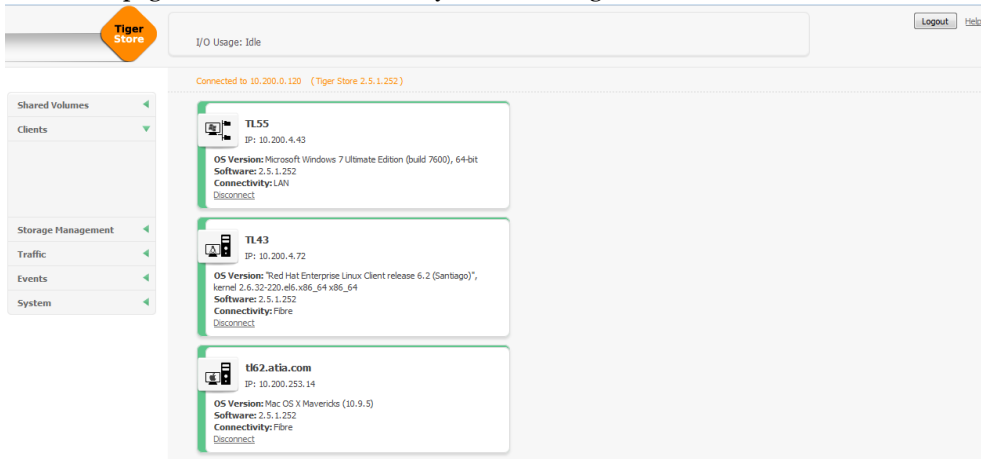 Tiger
Store
I/O Usage: Idle
Logout Help
Connected to 10.200.0.120 (Tiger Store 2.5.1.252)
Shared Volumes
Clients
Storage Management
Traffic
Events
System
TL55
IP: 10.200.4.43
OS Version: Microsoft Windows 7 Ultimate Edition (build 7600), 64-bit
Software: 2.5.1.252
Connectivity: LAN
Disconnect
TL43
IP: 10.200.4.72
OS Version: "Red Hat Enterprise Linux Client release 6.2 (Santiago)",
kernel 2.6.32-220.el6.x86_64 x86_64
Software: 2.5.1.252
Connectivity: Fibre
Disconnect
tl62.atia.com
IP: 10.200.253.14
OS Version: Mac OS X Mavericks (10.9.5)
Software: 2.5.1.252
Connectivity: Fibre
Disconnect